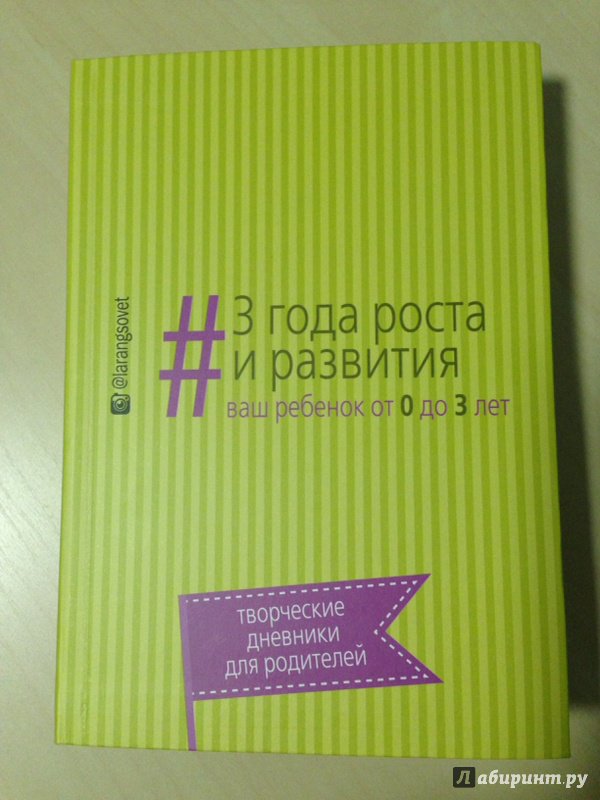 @larangsovet
# 3 года роста
и развития
ваш ребенок от 0 до 3 лет
творческие
дневники
для родителей
Лабиринт.ру